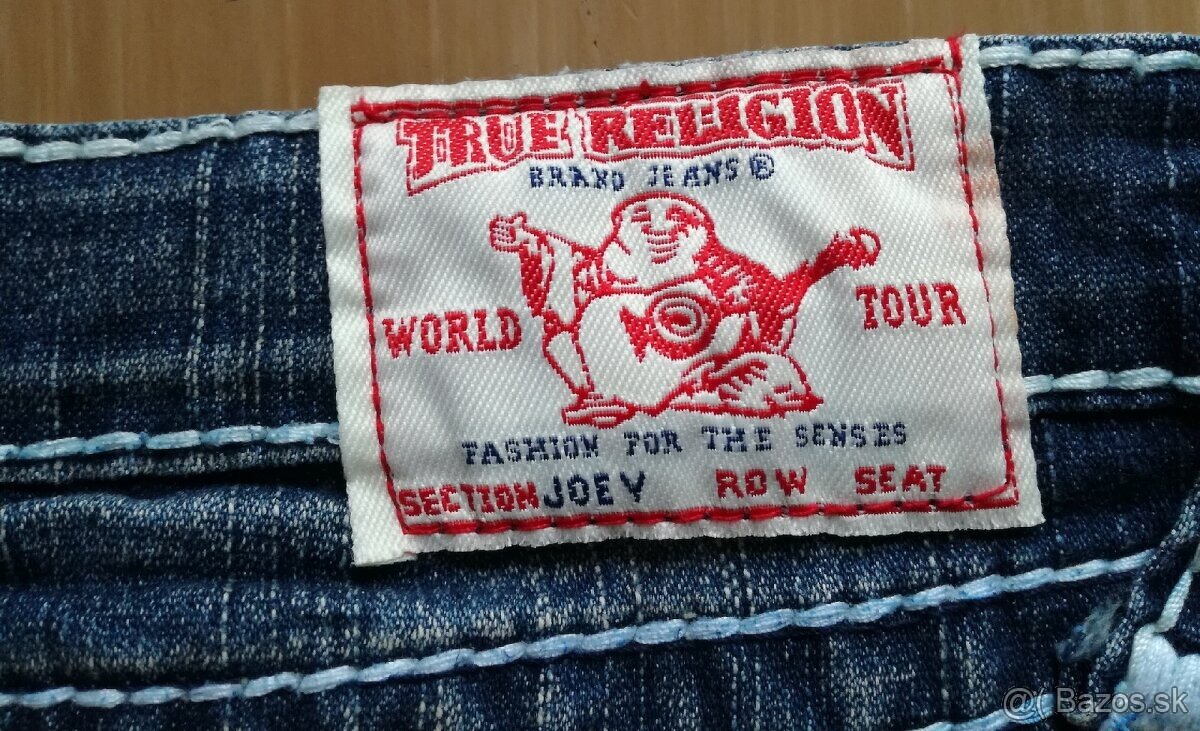 TRUE RELIGION
BRAND JEANS ®
WORLD TOUR
FASHION FOR THE SENSES
SECTION JOEY ROW SEAT
@( Bazos.sk